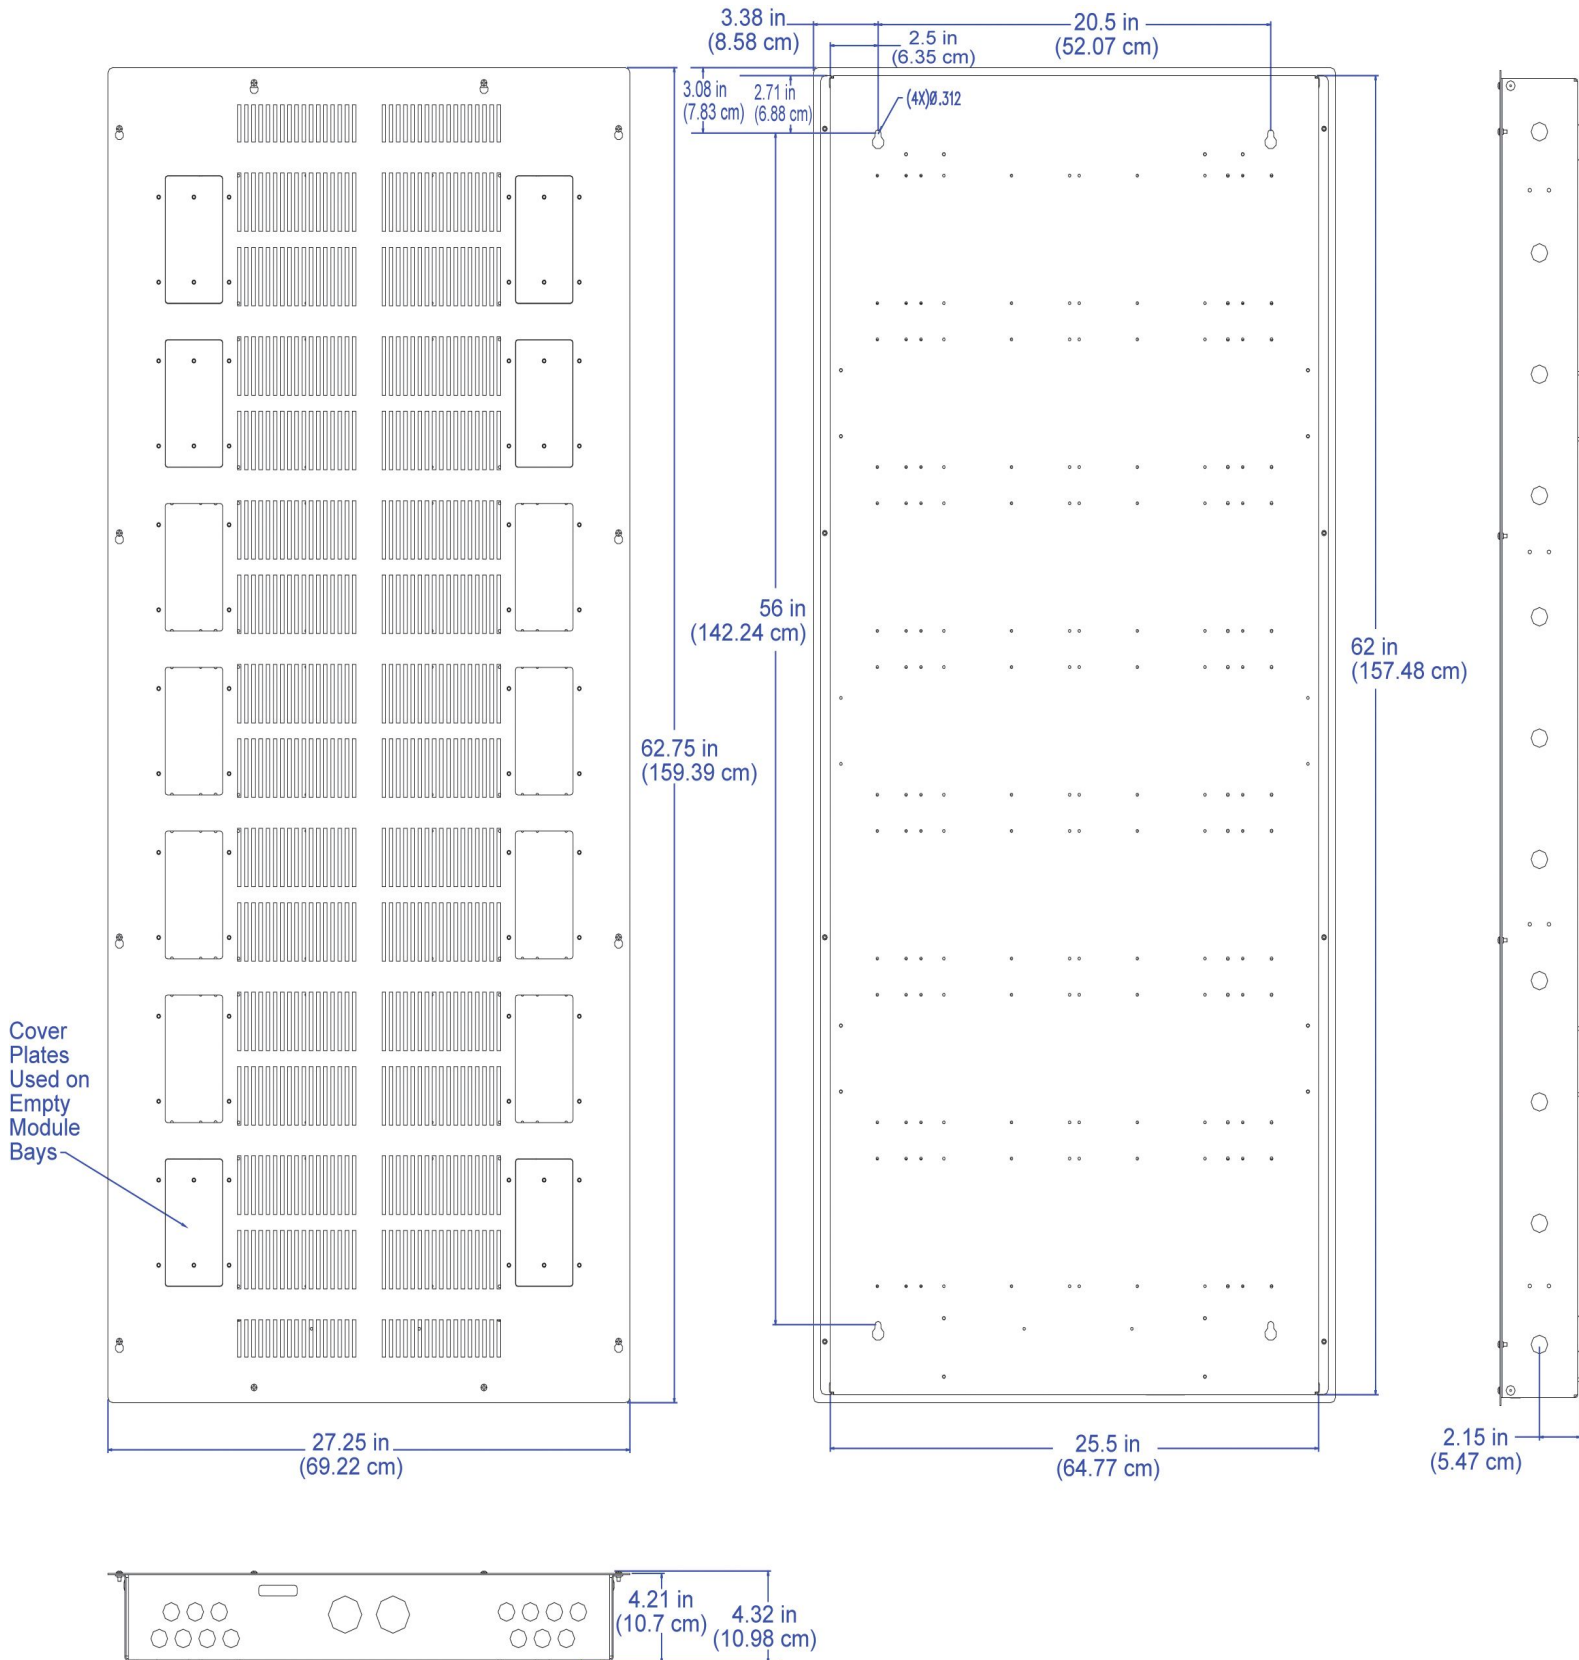 3.38 in
(8.58 cm)
20.5 in
(52.07 cm)
2.5 in
(6.35 cm)
3.08 in
(7.83 cm)
2.71 in
(6.88 cm)
(4X)Ø.312
56 in
(142.24 cm)
62 in
(157.48 cm)
62.75 in
(159.39 cm)
Cover
Plates
Used on
Empty
Module
Bays
27.25 in
(69.22 cm)
25.5 in
(64.77 cm)
2.15 in
(5.47 cm)
4.21 in
(10.7 cm)
4.32 in
(10.98 cm)